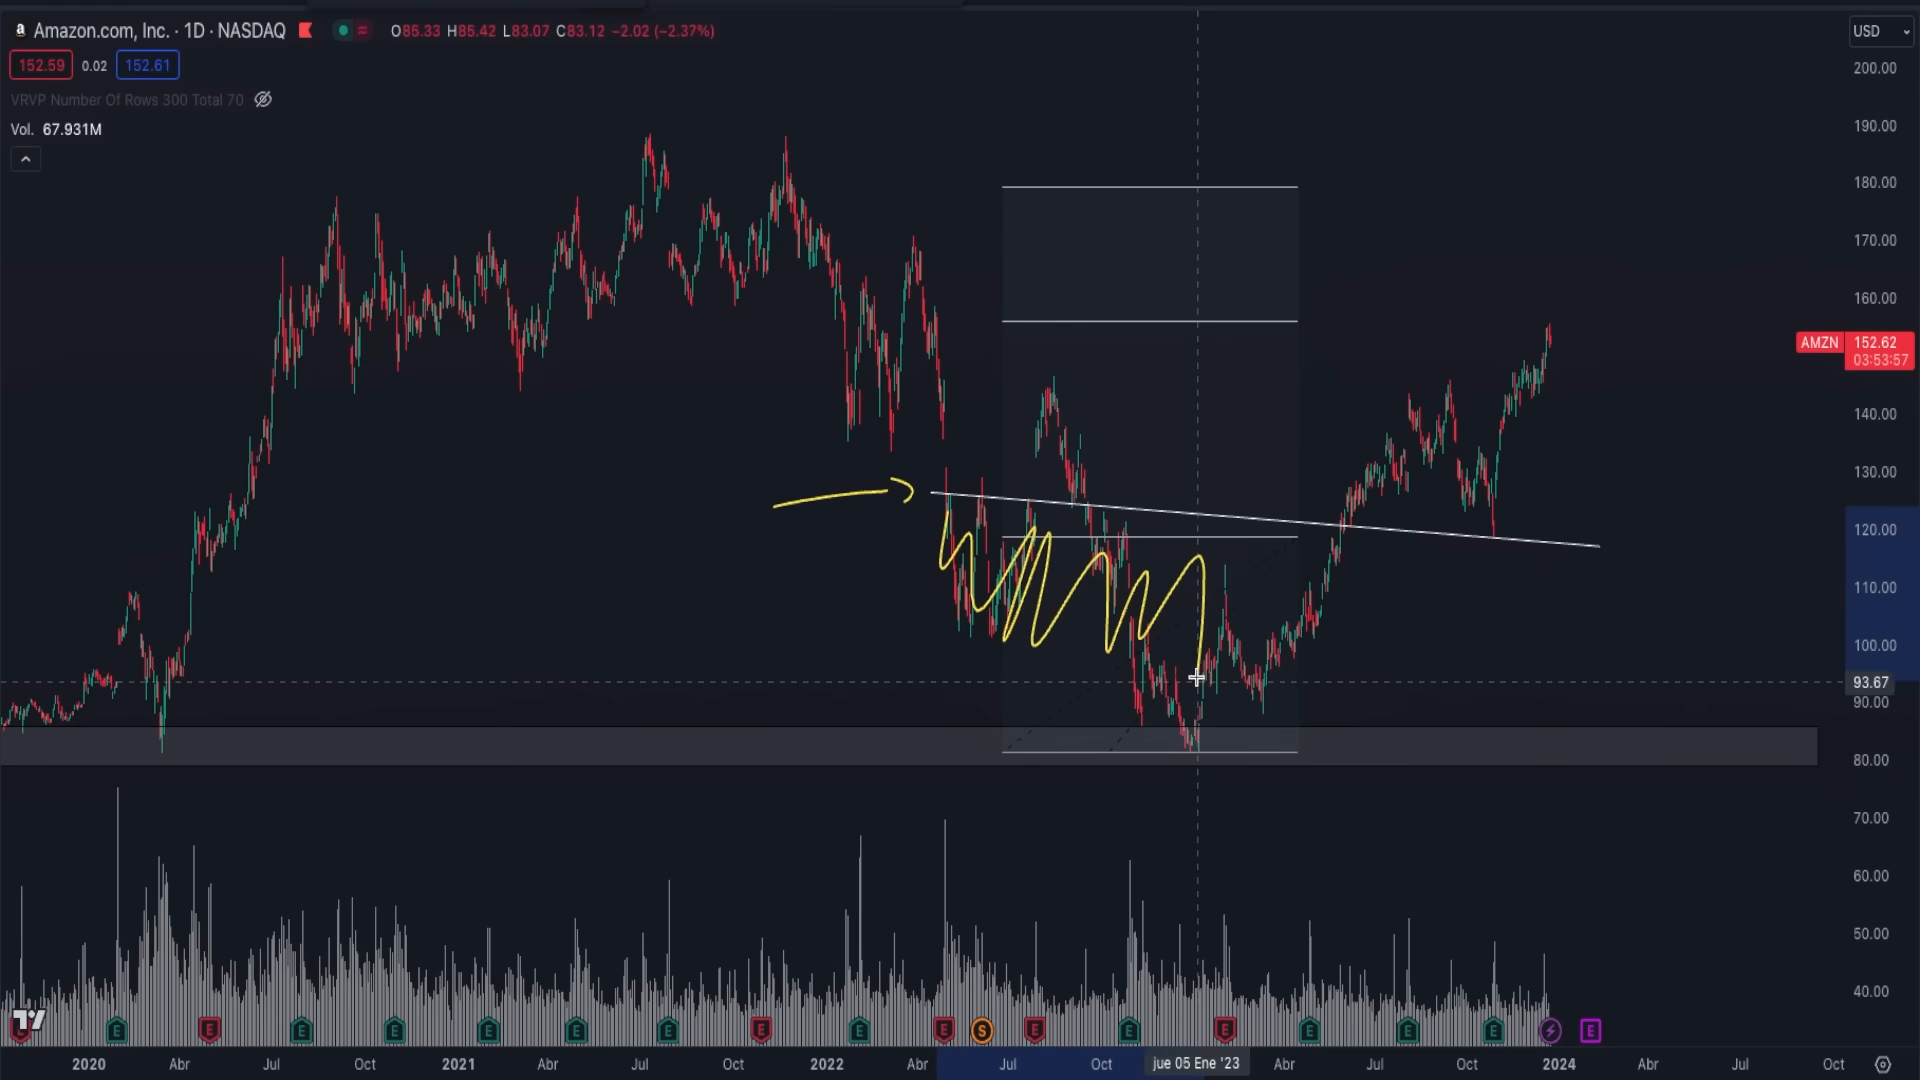 a Amazon.com, Inc. · 1D · NASDAQ O85.33 H85.42 L83.07 C83.12 −2.02 (−2.37%)
USD
152.59 0.02 152.61
VRVP Number Of Rows 300 Total 70
Vol. 67.931M
200.00
190.00
180.00
170.00
160.00
AMZN 152.62
03:53:57
140.00
130.00
120.00
110.00
100.00
93.67
90.00
80.00
70.00
60.00
50.00
40.00
E E E E E E E E E E S E E E E E E E
2020 Abr Jul Oct 2021 Abr Jul Oct 2022 Abr Jul Oct jue 05 Ene '23 Abr Jul Oct 2024 Abr Jul Oct